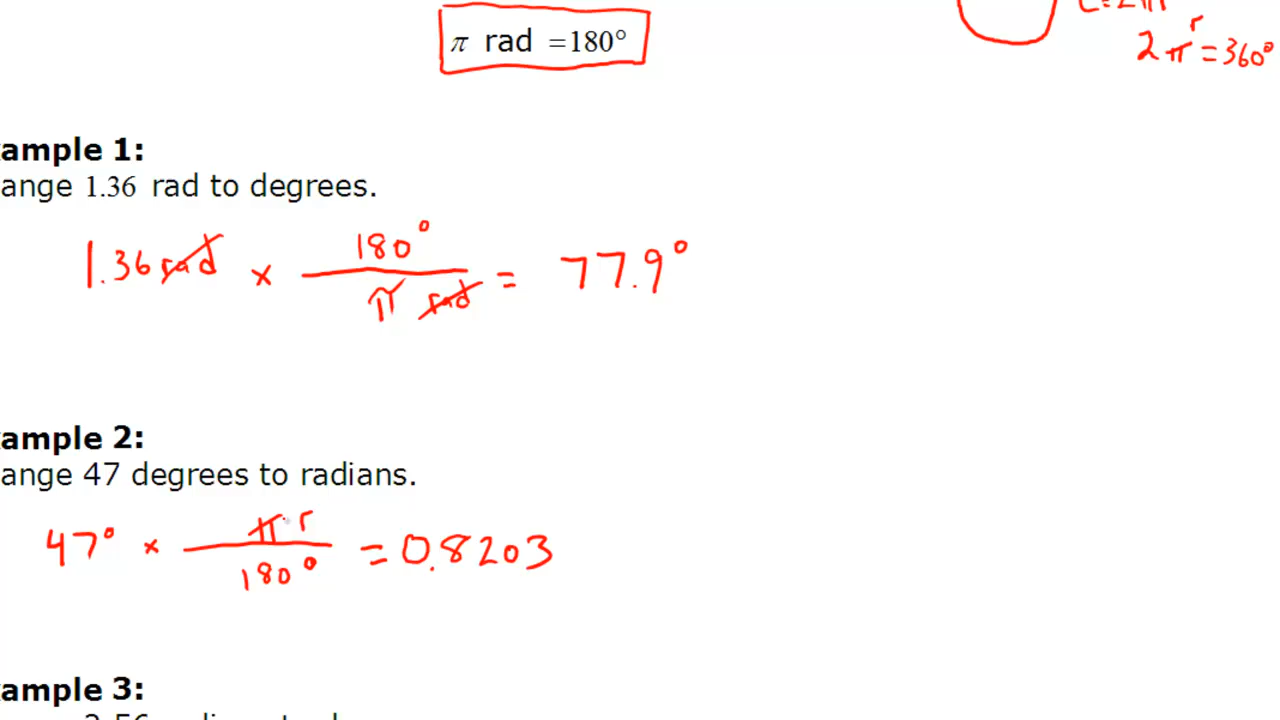 π rad =180°
2πʳ=360°
ample 1:
ange 1.36 rad to degrees.
1.36 rad × 180° / π rad = 77.9°
ample 2:
ange 47 degrees to radians.
47° × π r / 180° = 0.8203
ample 3: